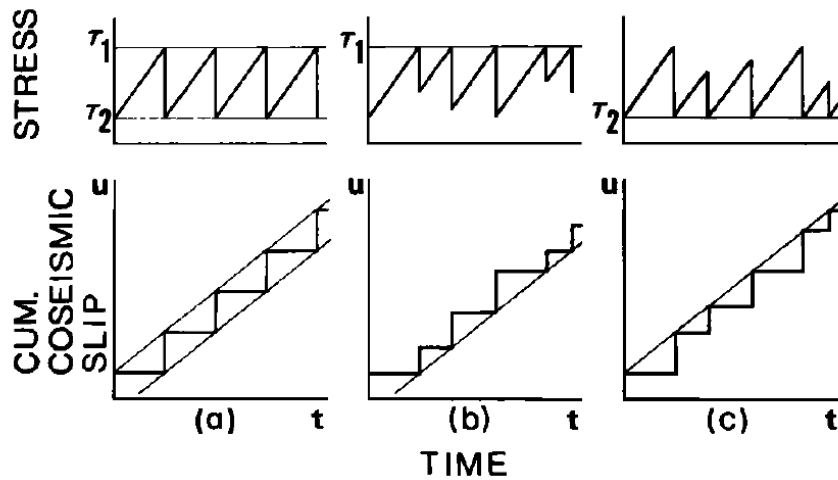 STRESS
τ1
τ2
τ1
τ2
CUM.
COSEISMIC
SLIP
u
u
u
(a) t
(b) t
(c) t
TIME